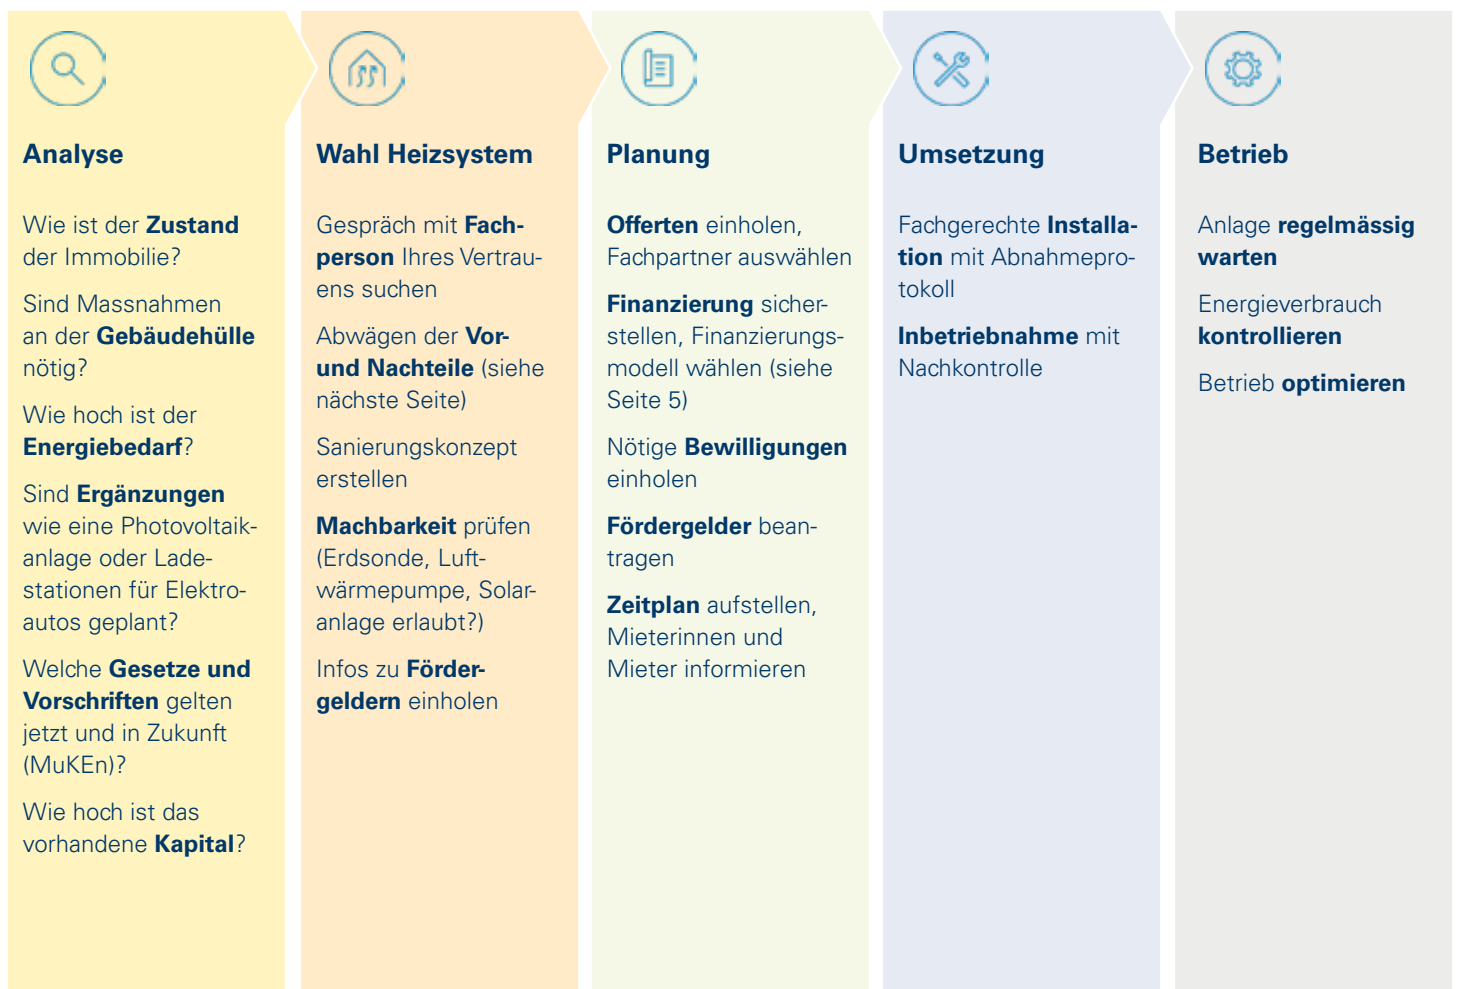 Analyse
Wie ist der Zustand
der Immobilie?
Sind Massnahmen
an der Gebäudehülle
nötig?
Wie hoch ist der
Energiebedarf?
Sind Ergänzungen
wie eine Photovoltaik-
anlage oder Lade-
stationen für Elektro-
autos geplant?
Welche Gesetze und
Vorschriften gelten
jetzt und in Zukunft
(MuKEn)?
Wie hoch ist das
vorhandene Kapital?
Wahl Heizsystem
Gespräch mit Fach-
person Ihres Vertrau-
ens suchen
Abwägen der Vor-
und Nachteile (siehe
nächste Seite)
Sanierungskonzept
erstellen
Machbarkeit prüfen
(Erdsonde, Luft-
wärmepumpe, Solar-
anlage erlaubt?)
Infos zu Förder-
geldern einholen
Planung
Offerten einholen,
Fachpartner auswählen
Finanzierung sicher-
stellen, Finanzierungs-
modell wählen (siehe
Seite 5)
Nötige Bewilligungen
einholen
Fördergelder bean-
tragen
Zeitplan aufstellen,
Mieterinnen und
Mieter informieren
Umsetzung
Fachgerechte Installa-
tion mit Abnahmepro-
tokoll
Inbetriebnahme mit
Nachkontrolle
Betrieb
Anlage regelmässig
warten
Energieverbrauch
kontrollieren
Betrieb optimieren